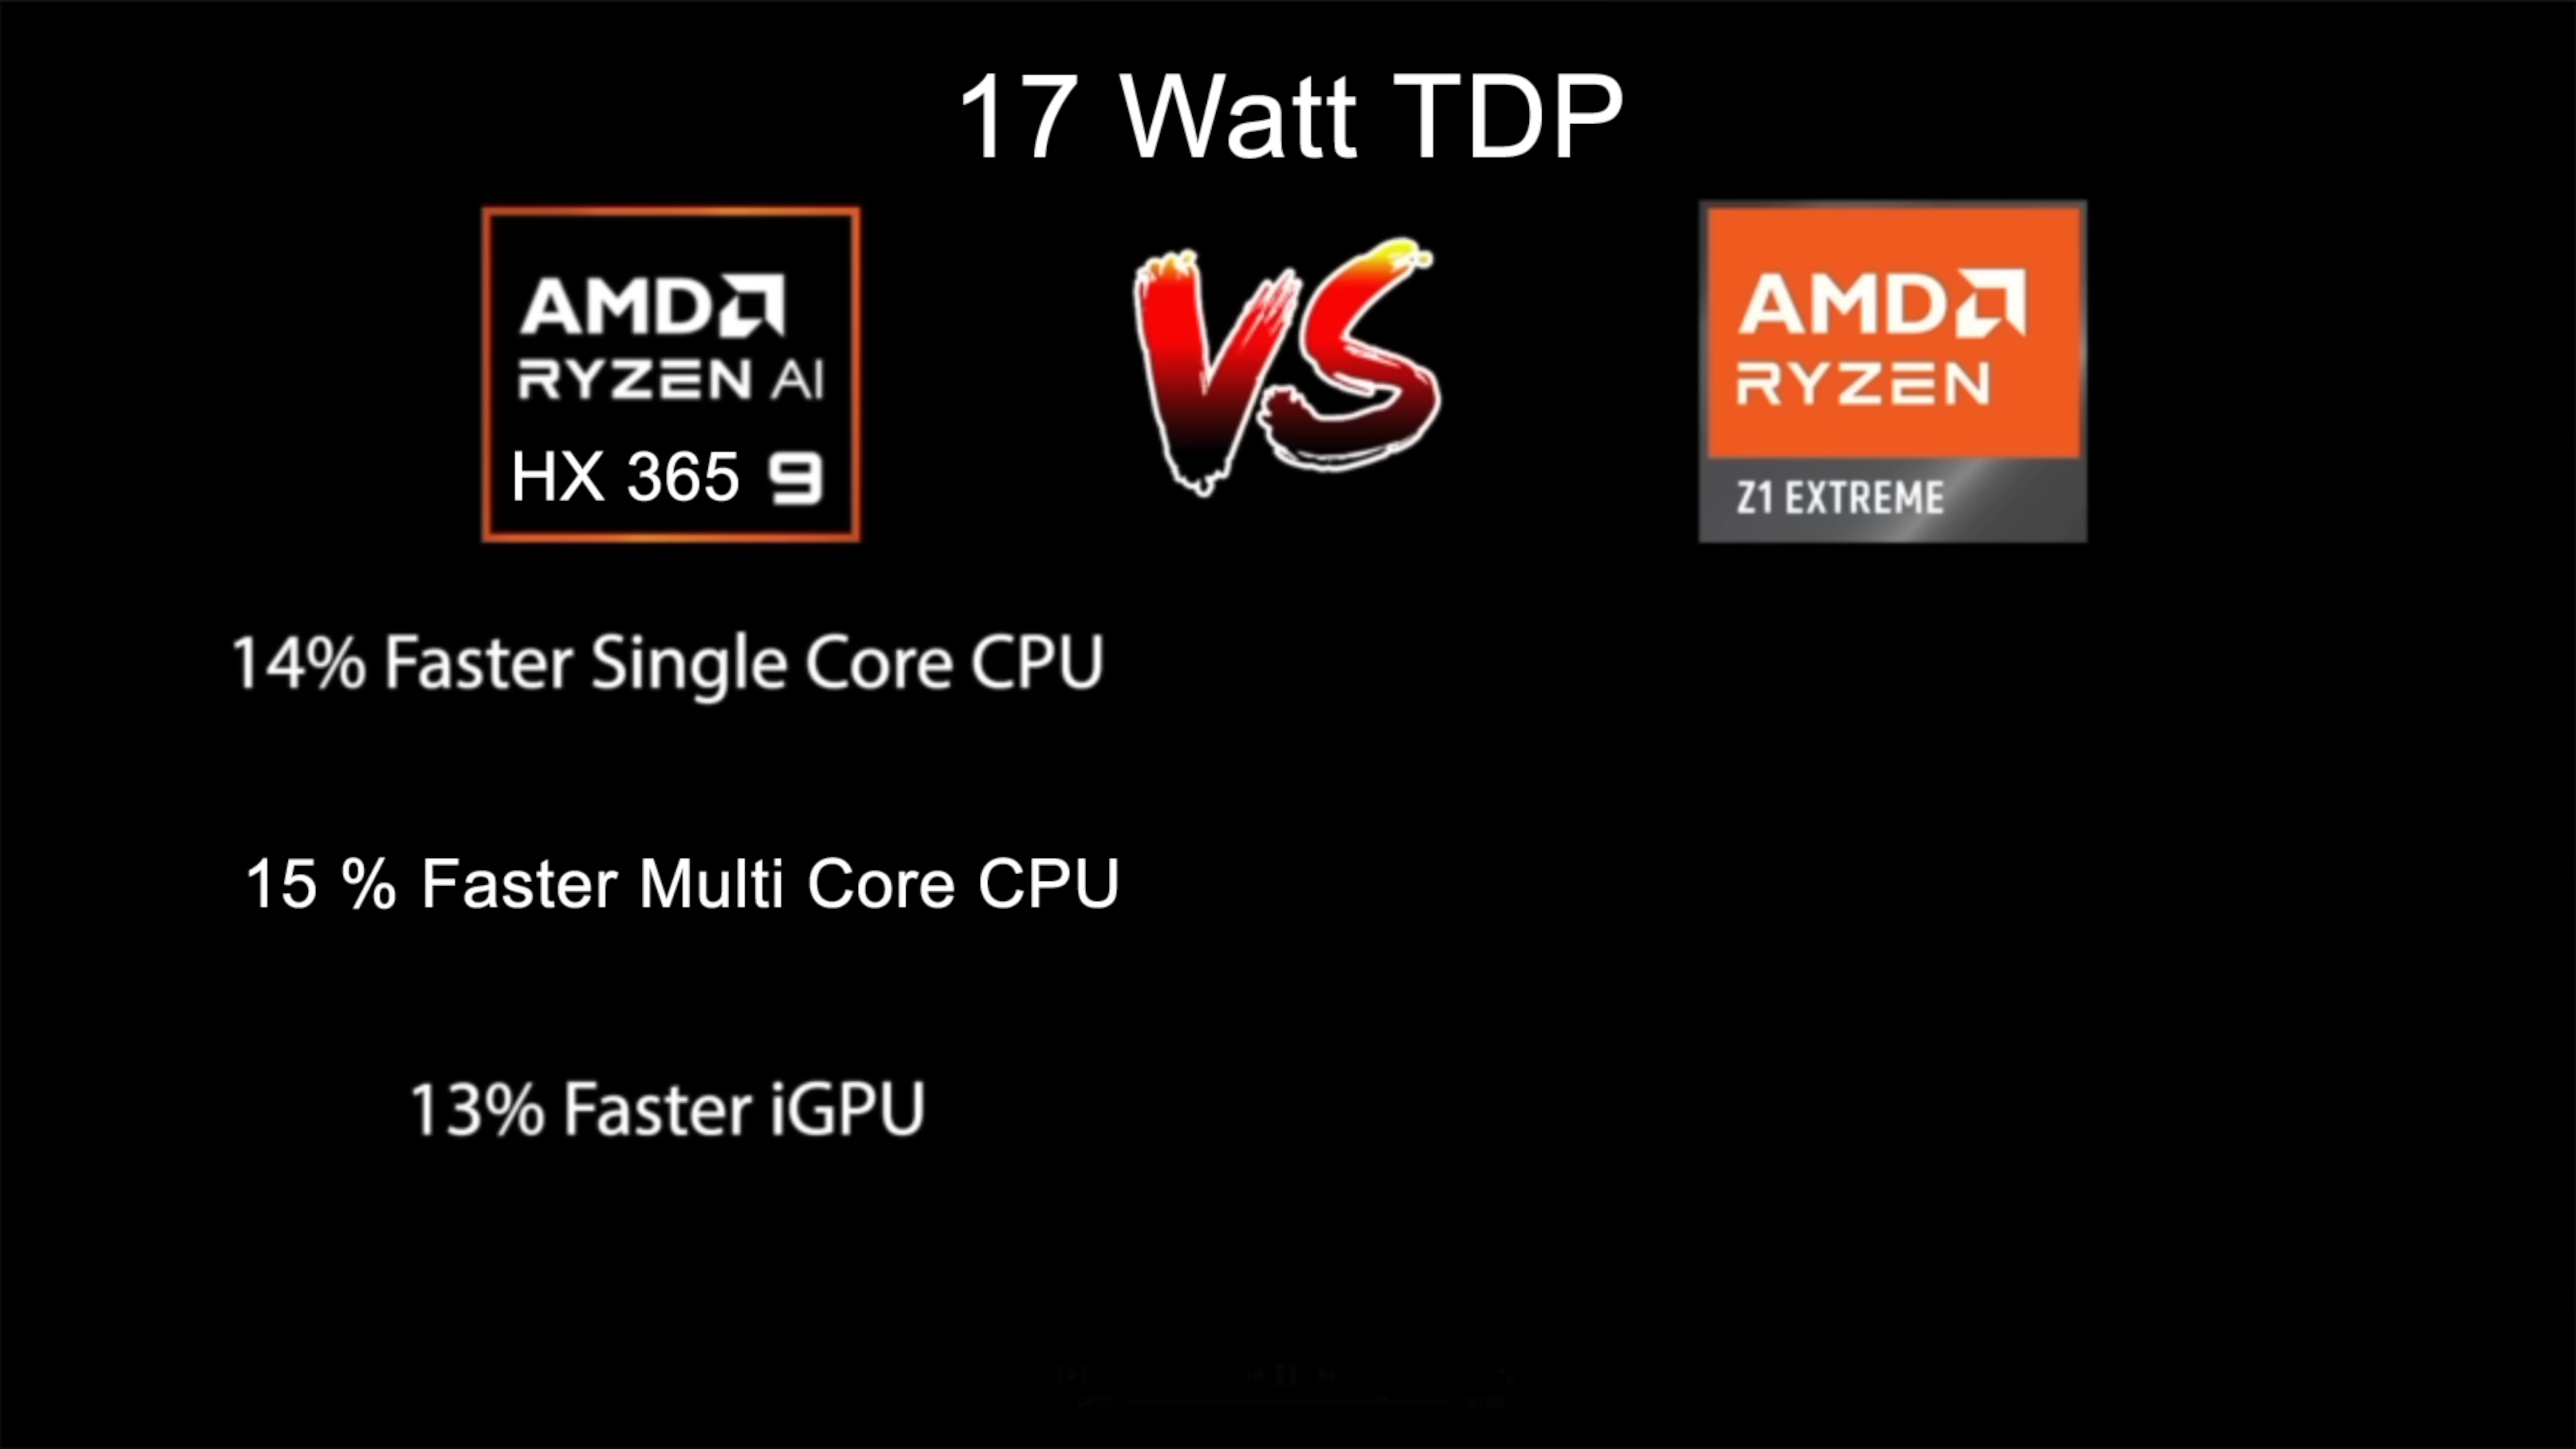 17 Watt TDP
AMD
RYZEN AI
HX 365 9
VS
AMD
RYZEN
Z1 EXTREME
14% Faster Single Core CPU
15 % Faster Multi Core CPU
13% Faster iGPU